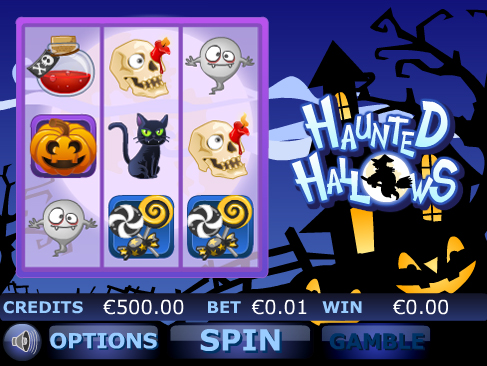 HAUNTED
HALLOWS
CREDITS €500.00 BET €0.01 WIN €0.00
OPTIONS SPIN GAMBLE